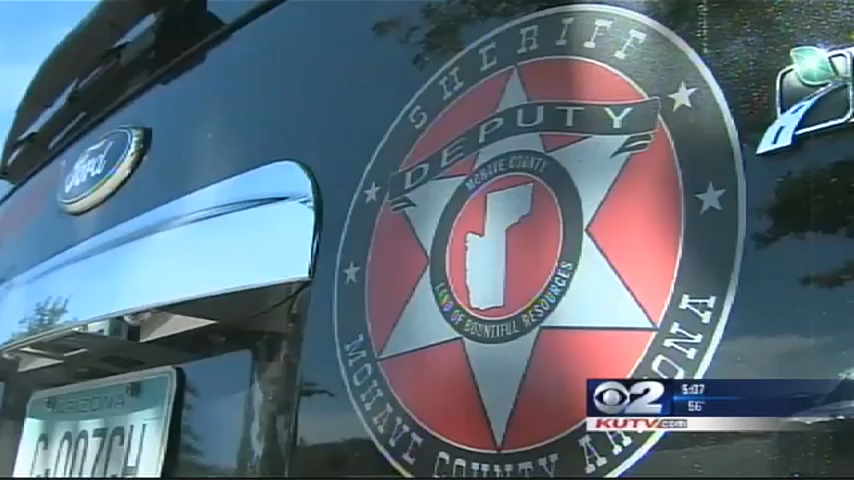 SHERIFF
DEPUTY
MOHAVE COUNTY
LAND OF BOUNTIFUL RESOURCES
MOHAVE COUNTY ARIZONA
Ford
ARIZONA
G 007CH
CBS 2
5:07
56°
KUTV.com